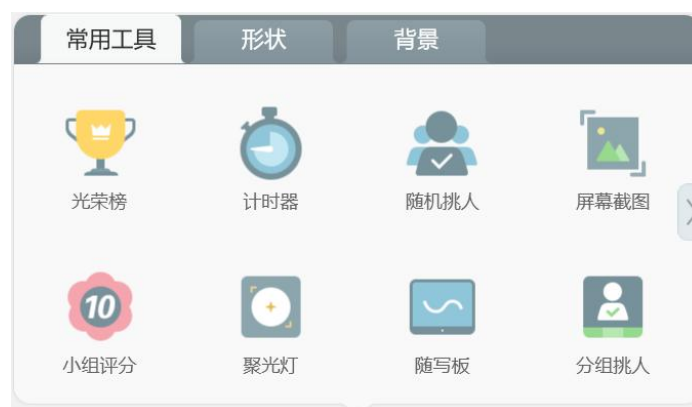 常用工具 形状 背景
光荣榜 计时器 随机挑人 屏幕截图
10
小组评分 聚光灯 随写板 分组挑人